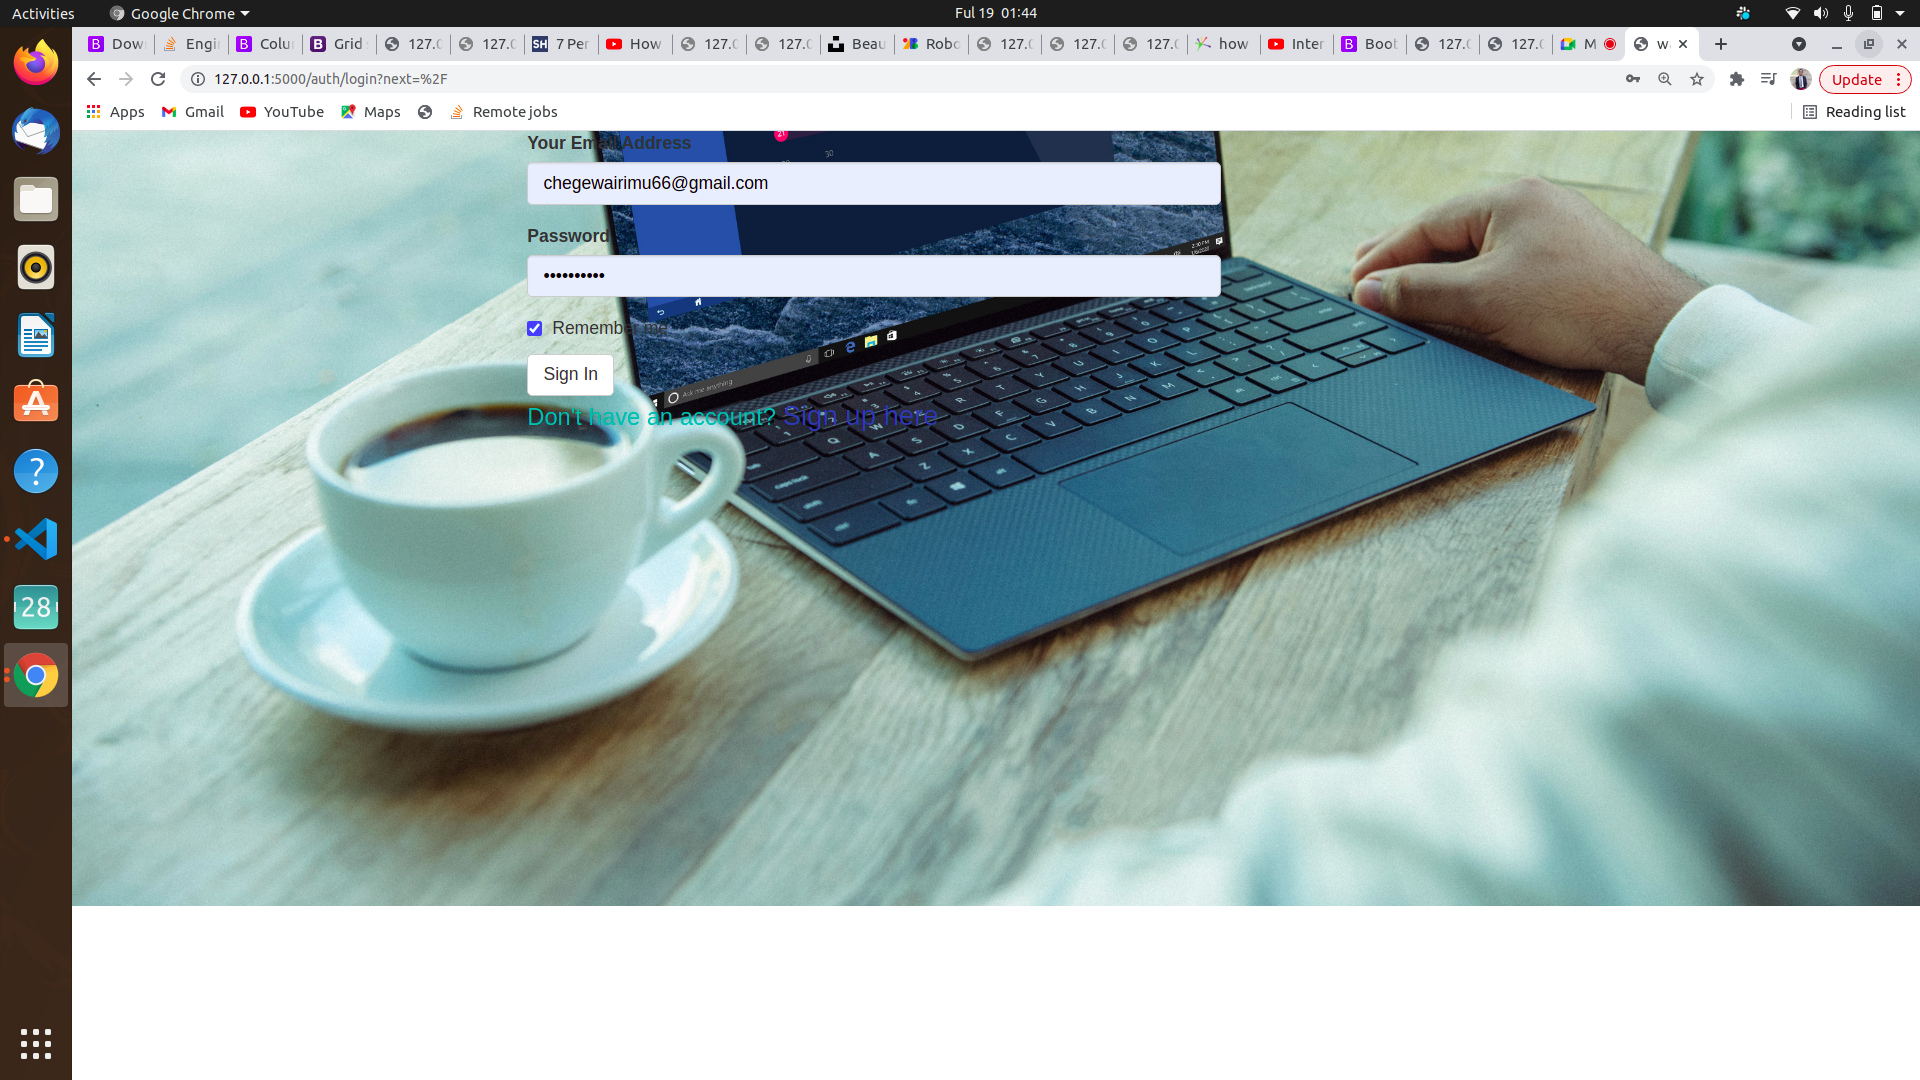 Activities Google Chrome Ful 19 01:44
Dow Engi Colu Grid 127.0 127.0 7 Per How 127.0 127.0 Beau Robo 127.0 127.0 127.0 how Inter Boot 127.0 127.0 M w
127.0.0.1:5000/auth/login?next=%2F Update
Apps Gmail YouTube Maps Remote jobs Reading list
Your Email Address
chegewairimu66@gmail.com
Password
••••••••••
Remember me
Sign In
Don't have an account? Sign up here
Ask me anything
28